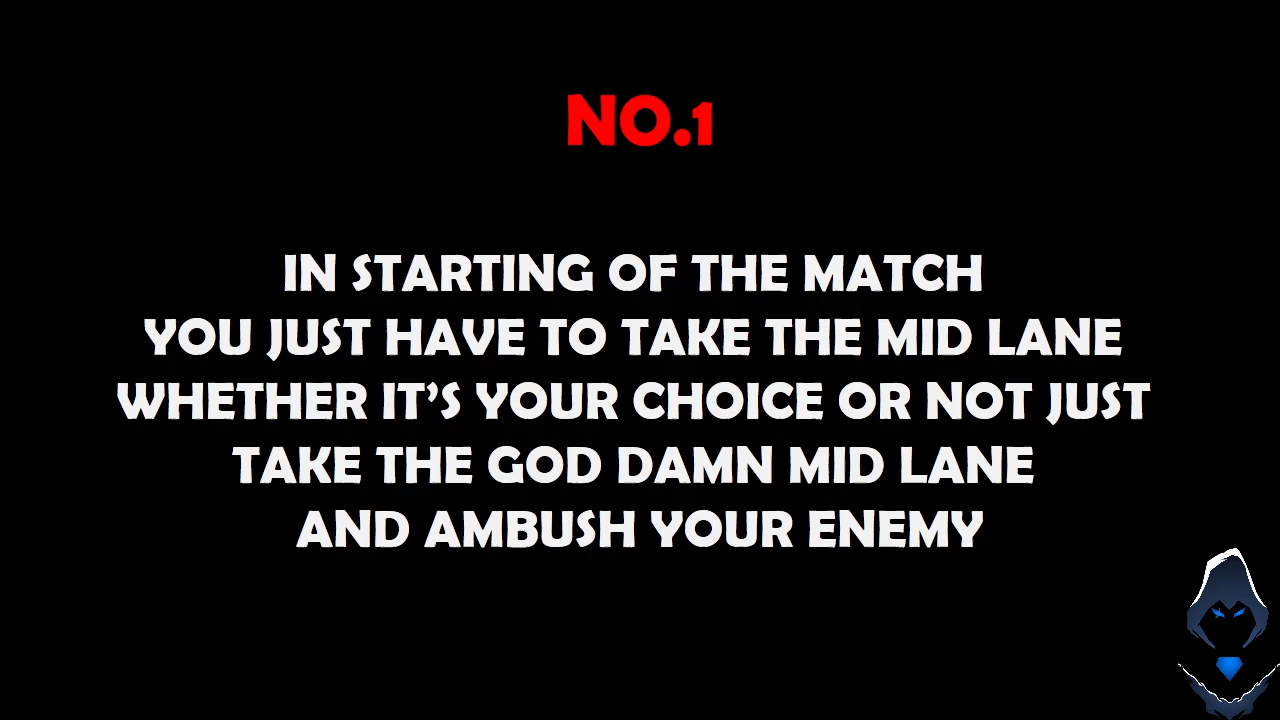 NO.1
IN STARTING OF THE MATCH
YOU JUST HAVE TO TAKE THE MID LANE
WHETHER IT’S YOUR CHOICE OR NOT JUST
TAKE THE GOD DAMN MID LANE
AND AMBUSH YOUR ENEMY